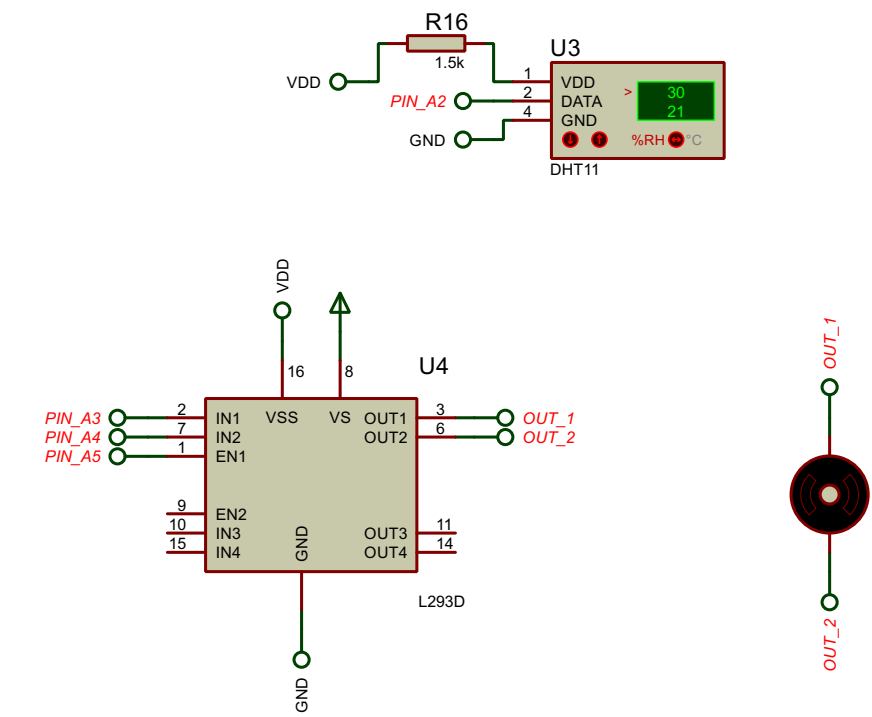 R16
1.5k
VDD
U3
1 VDD
PIN_A2 2 DATA > 30
4 GND 21
GND
%RH °C
DHT11
VDD
16 8
U4
VSS VS
PIN_A3 2 IN1 OUT1 3 OUT_1
PIN_A4 7 IN2 OUT2 6 OUT_2
PIN_A5 1 EN1
9 EN2
10 IN3 OUT3 11
15 IN4 OUT4 14
GND
L293D
GND
OUT_1
OUT_2